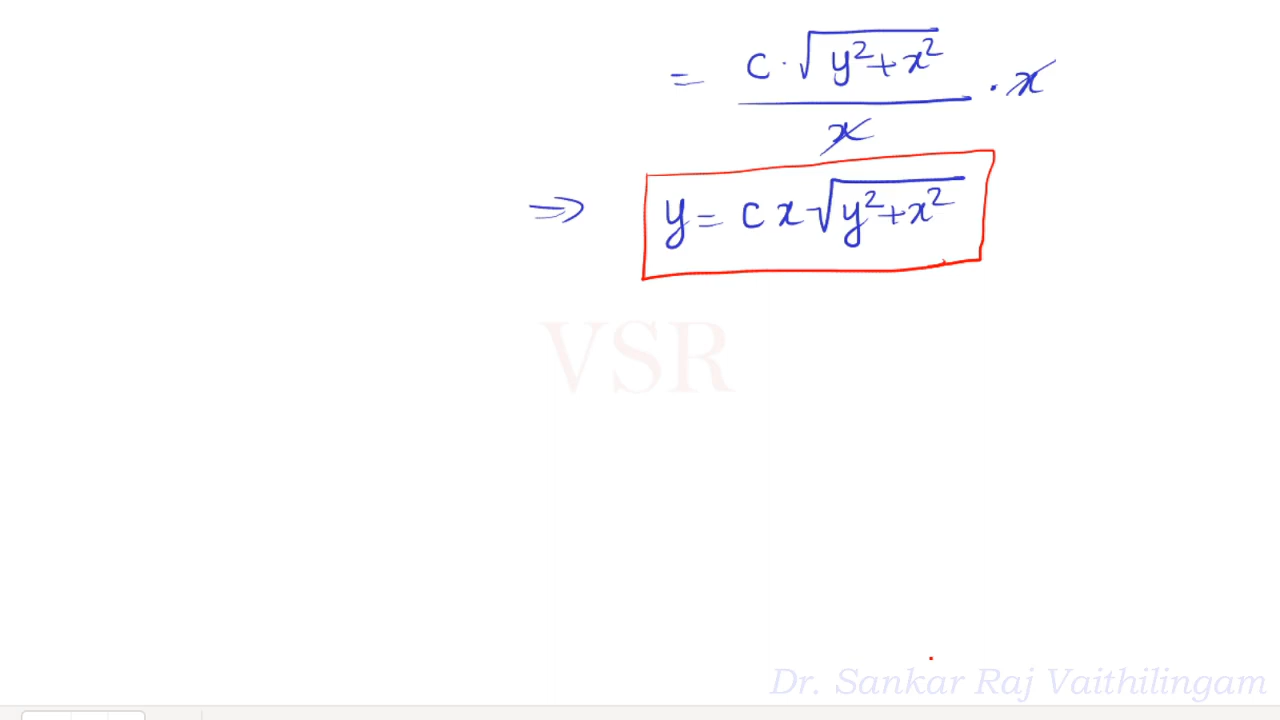 = c · √(y² + x²) / x · x
⇒ y = c x √(y² + x²)
VSR
Dr. Sankar Raj Vaithilingam